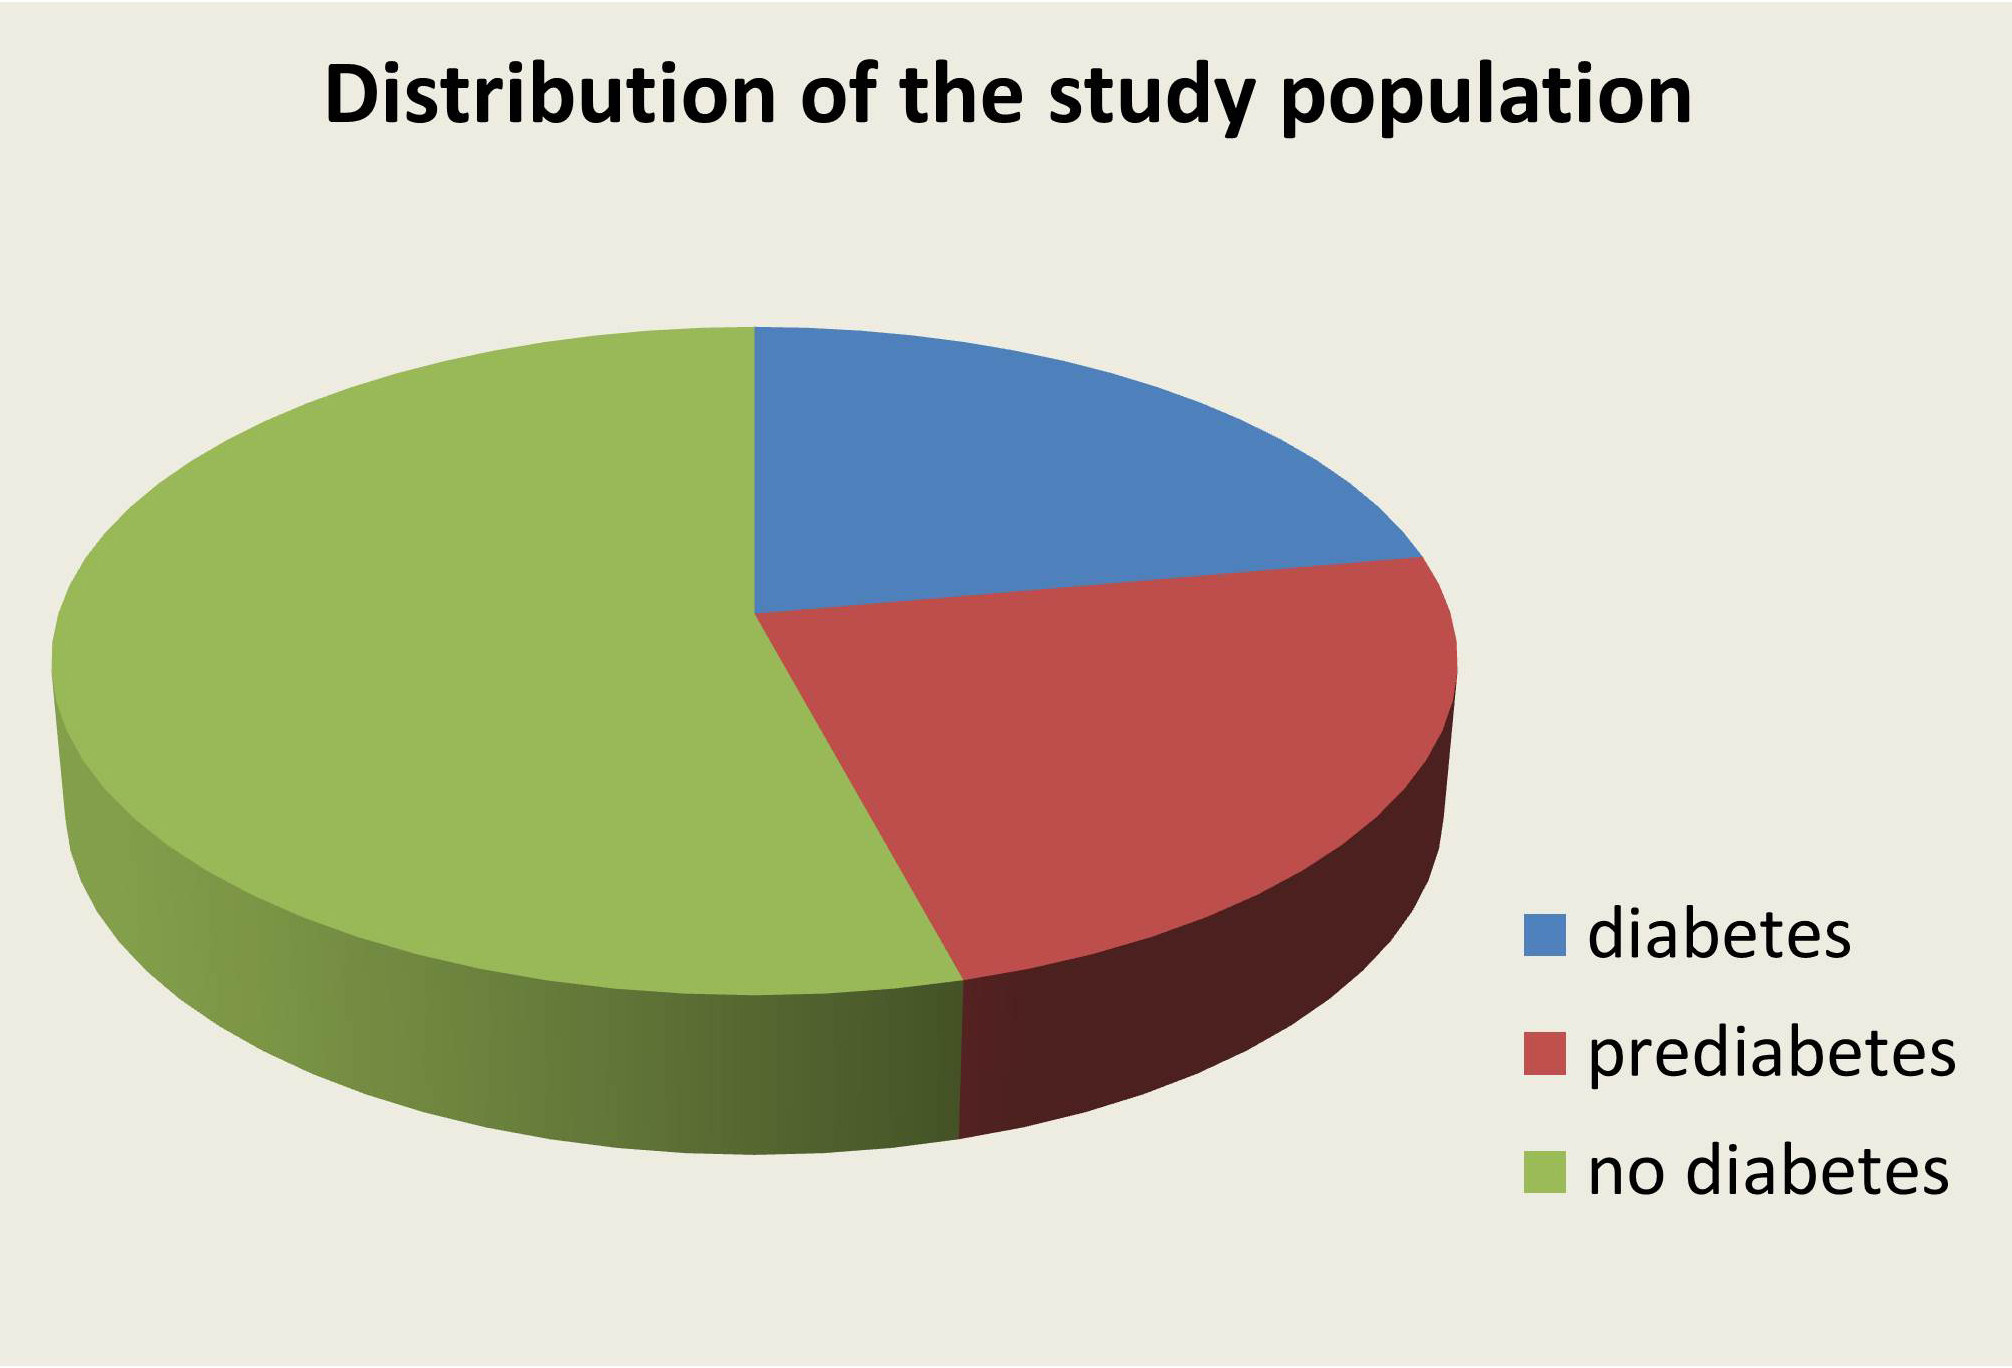 Distribution of the study population
diabetes
prediabetes
no diabetes